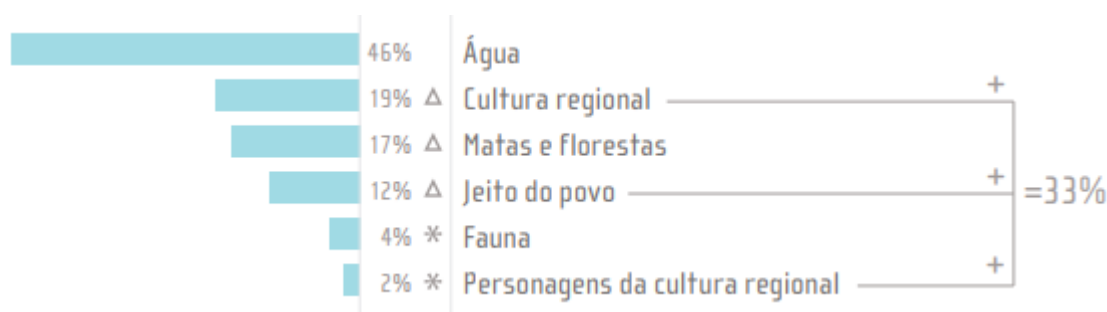 46% Água
19% Δ Cultura regional +
17% Δ Matas e florestas
12% Δ Jeito do povo + =33%
4% * Fauna
2% * Personagens da cultura regional +